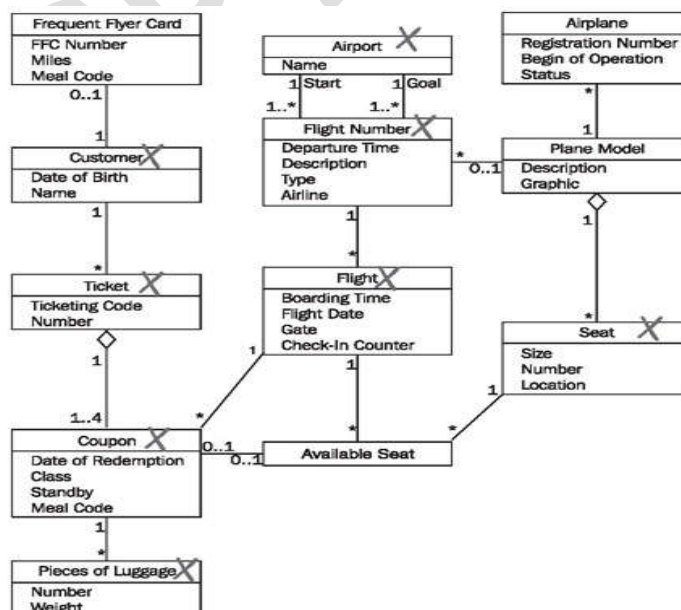 Frequent Flyer Card
FFC Number
Miles
Meal Code
0..1
1
Customer
Date of Birth
Name
1
*
Ticket
Ticketing Code
Number
1
1..4
Coupon
Date of Redemption
Class
Standby
Meal Code
1
*
Pieces of Luggage
Number
Weight
Airport
Name
1 Start
1 Goal
1..*
1..*
Flight Number
Departure Time
Description
Type
Airline
*
0..1
1
*
Flight
Boarding Time
Flight Date
Gate
Check-In Counter
1
*
1
*
0..1
0..1
Available Seat
Airplane
Registration Number
Begin of Operation
Status
*
1
Plane Model
Description
Graphic
1
*
Seat
Size
Number
Location
1
*